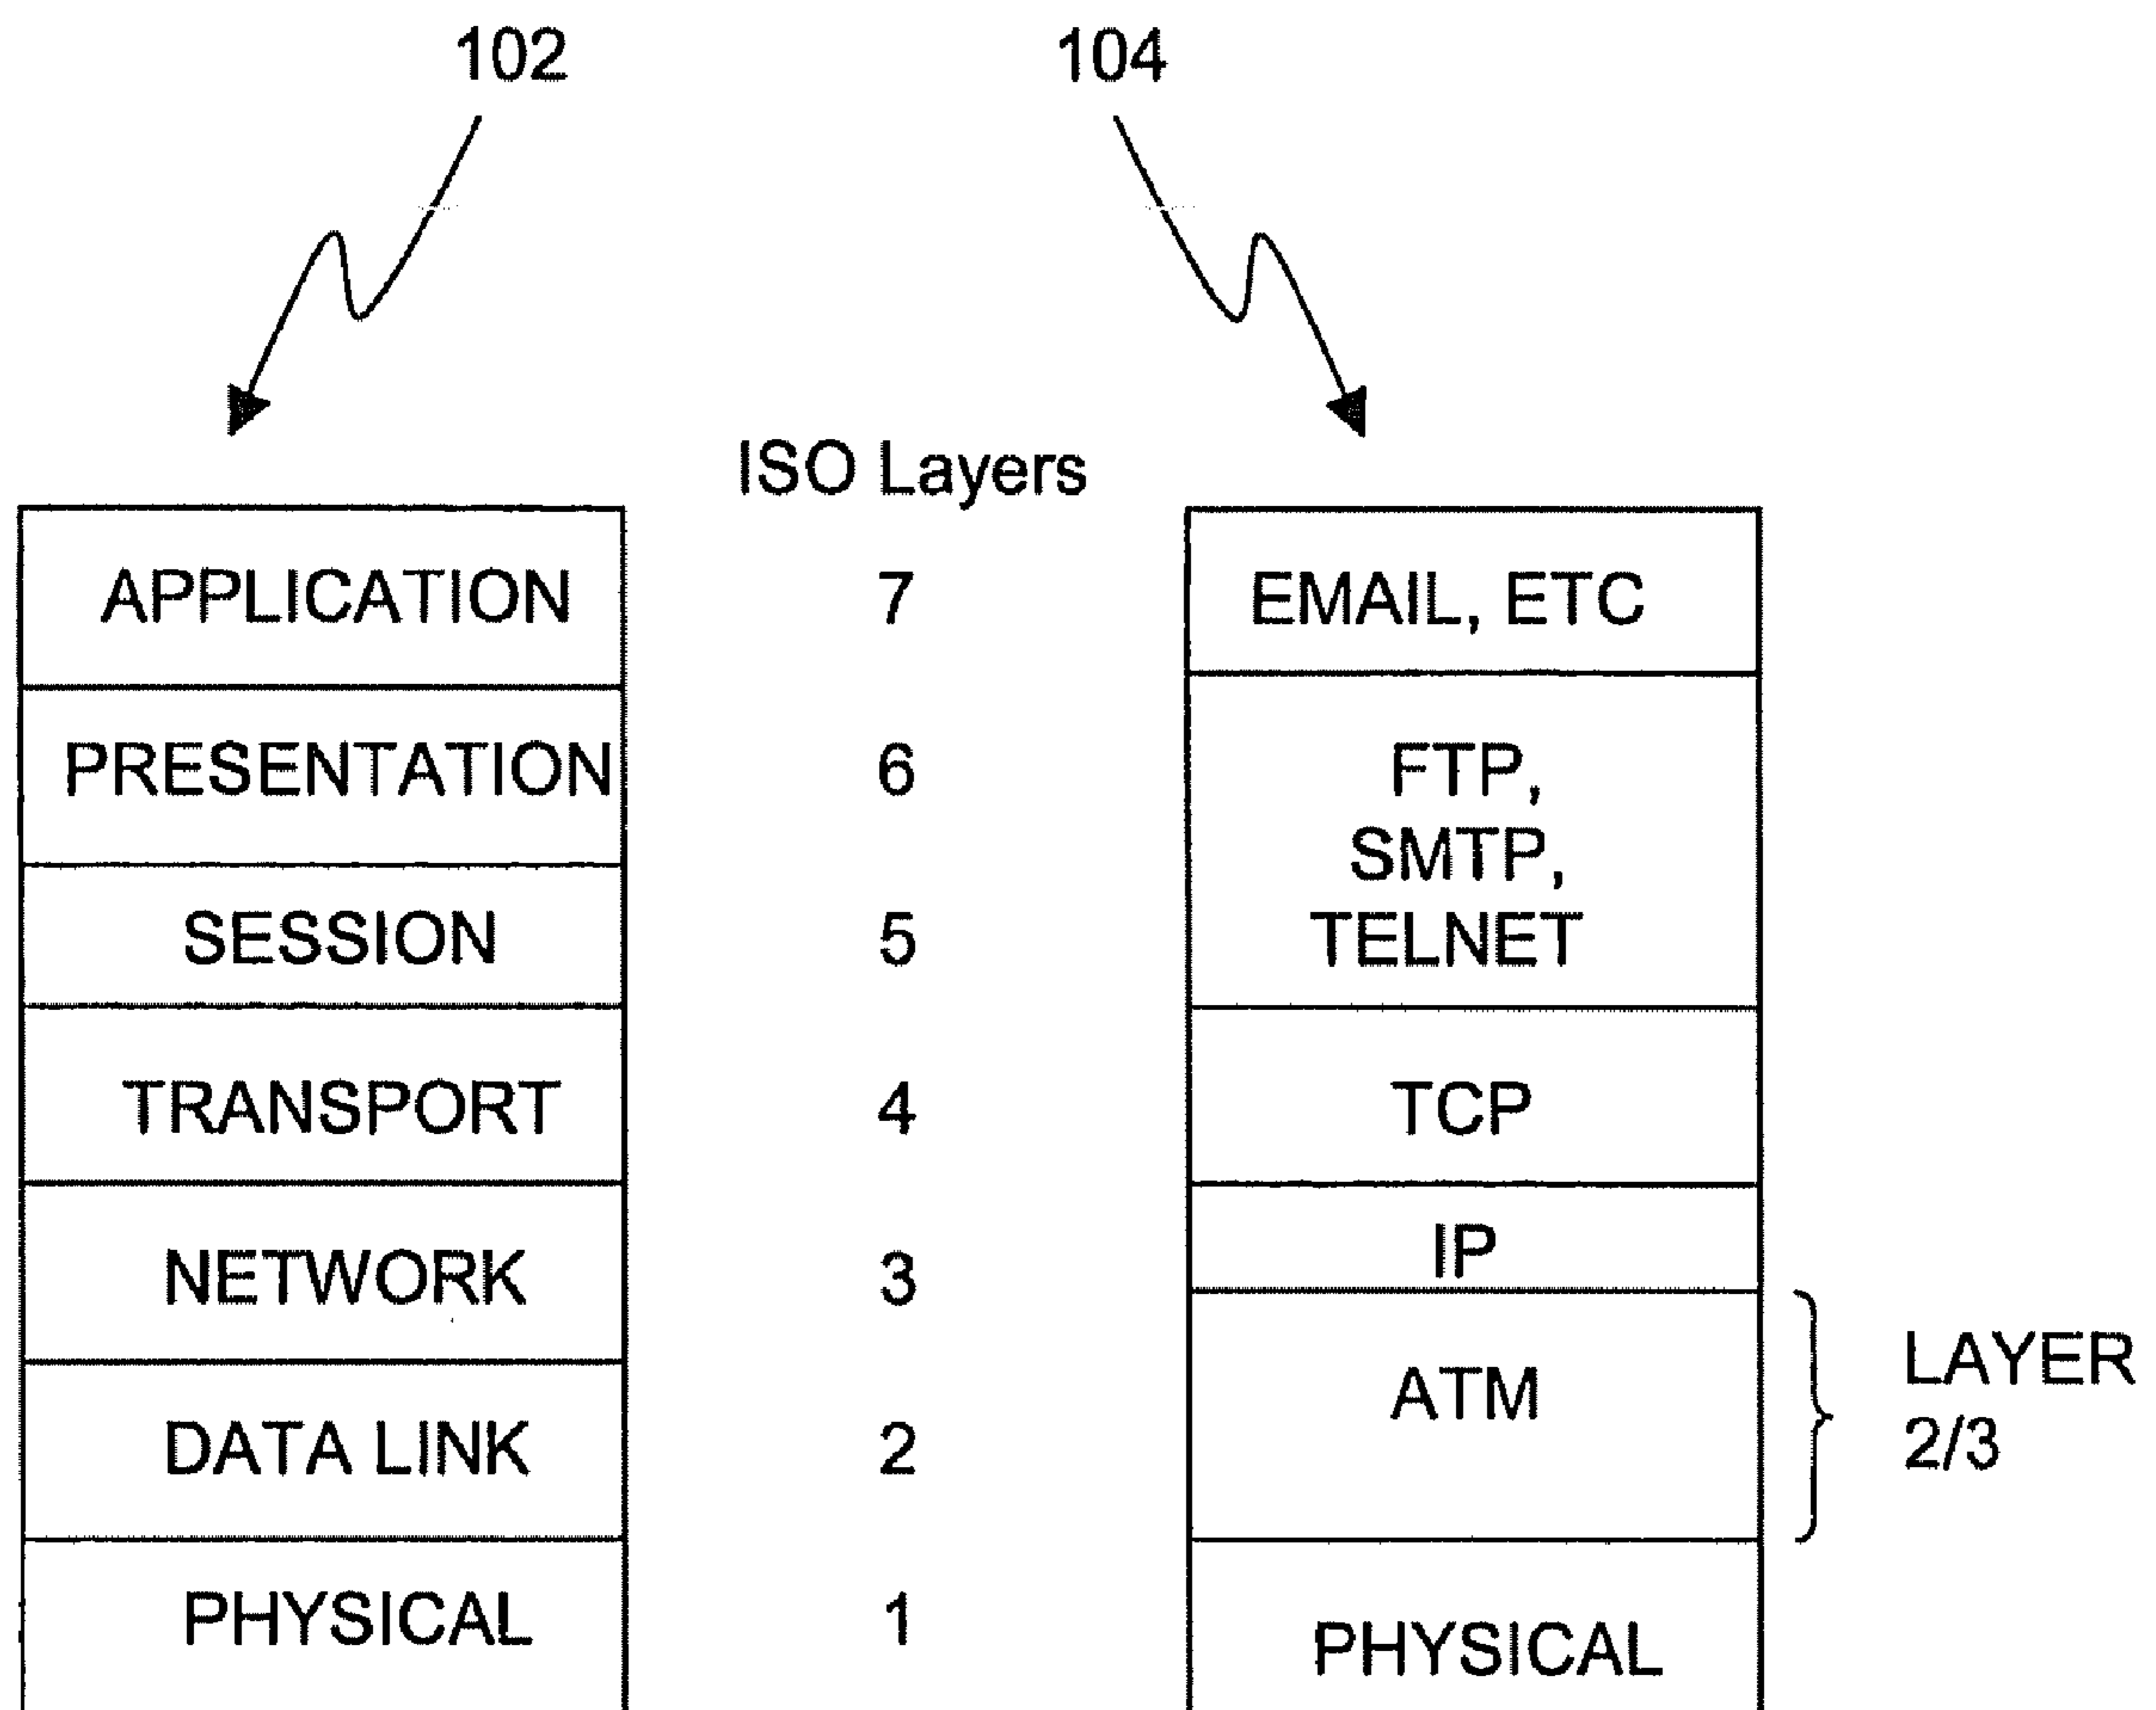 102
104
ISO Layers
APPLICATION
7
EMAIL, ETC
PRESENTATION
6
FTP,
SMTP,
TELNET
SESSION
5
TRANSPORT
4
TCP
NETWORK
3
IP
DATA LINK
2
ATM
LAYER
2/3
PHYSICAL
1
PHYSICAL